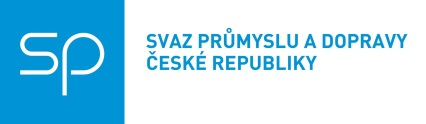 sp
SVAZ PRŮMYSLU A DOPRAVY
ČESKÉ REPUBLIKY